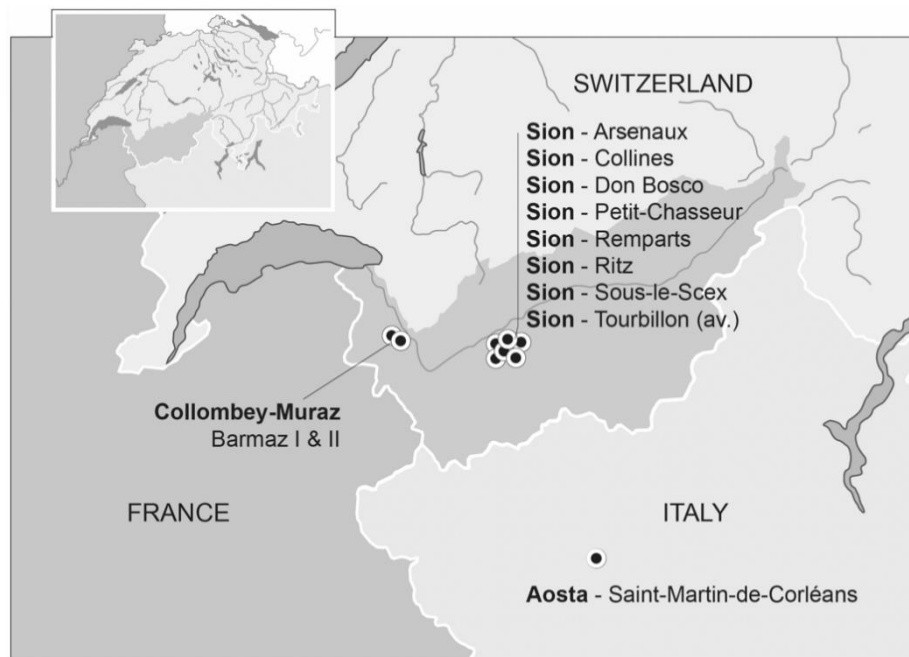 SWITZERLAND
Sion - Arsenaux
Sion - Collines
Sion - Don Bosco
Sion - Petit-Chasseur
Sion - Remparts
Sion - Ritz
Sion - Sous-le-Scex
Sion - Tourbillon (av.)
Collombey-Muraz
Barmaz I & II
FRANCE
ITALY
Aosta - Saint-Martin-de-Corléans